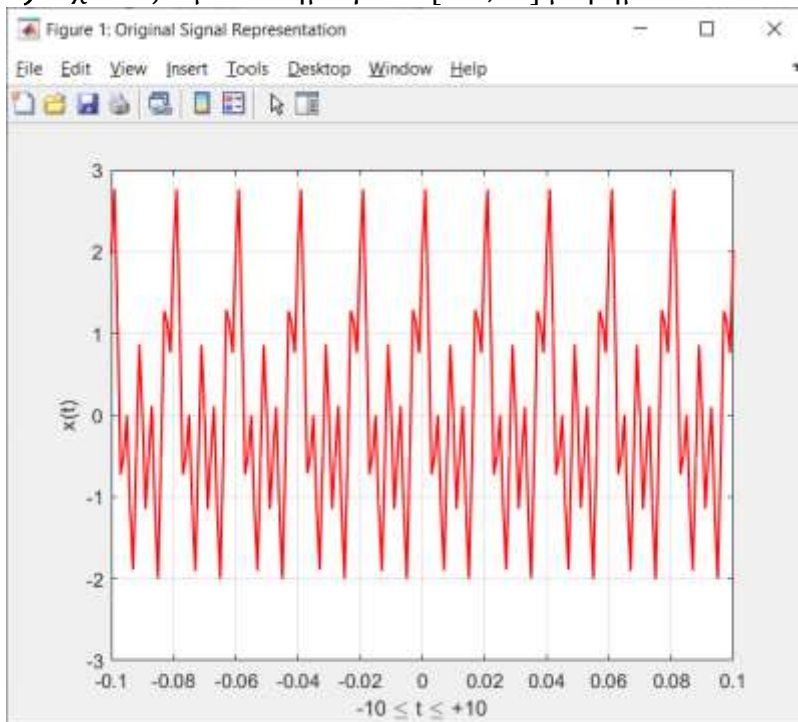 Figure 1: Original Signal Representation
File Edit View Insert Tools Desktop Window Help
3
2
1
0
-1
-2
-3
x(t)
-0.1 -0.08 -0.06 -0.04 -0.02 0 0.02 0.04 0.06 0.08 0.1
-10 ≤ t ≤ +10